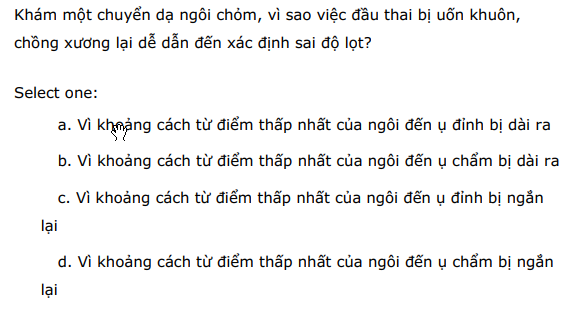 Khám một chuyển dạ ngôi chỏm, vì sao việc đầu thai bị uốn khuôn,
chồng xương lại dễ dẫn đến xác định sai độ lọt?
Select one:
a. Vì khoảng cách từ điểm thấp nhất của ngôi đến ụ đỉnh bị dài ra
b. Vì khoảng cách từ điểm thấp nhất của ngôi đến ụ chẩm bị dài ra
c. Vì khoảng cách từ điểm thấp nhất của ngôi đến ụ đỉnh bị ngắn
lại
d. Vì khoảng cách từ điểm thấp nhất của ngôi đến ụ chẩm bị ngắn
lại